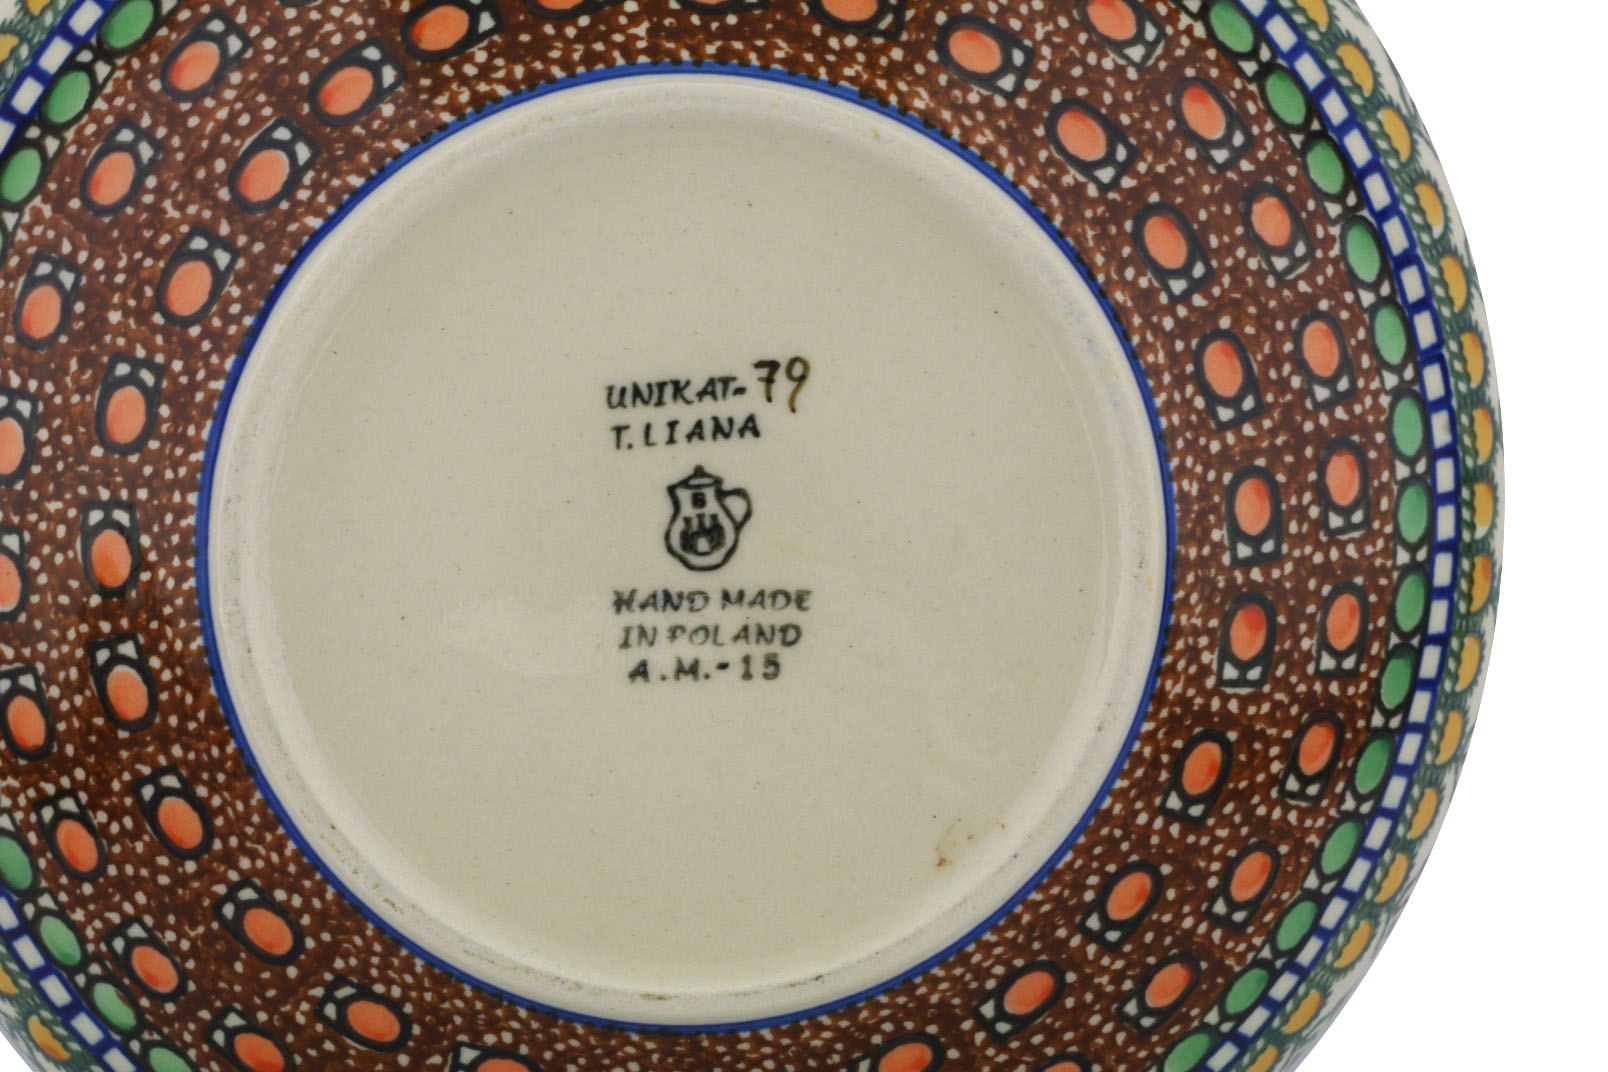 UNIKAT-79
T. LIANA
B
HAND MADE
IN POLAND
A.M.-15